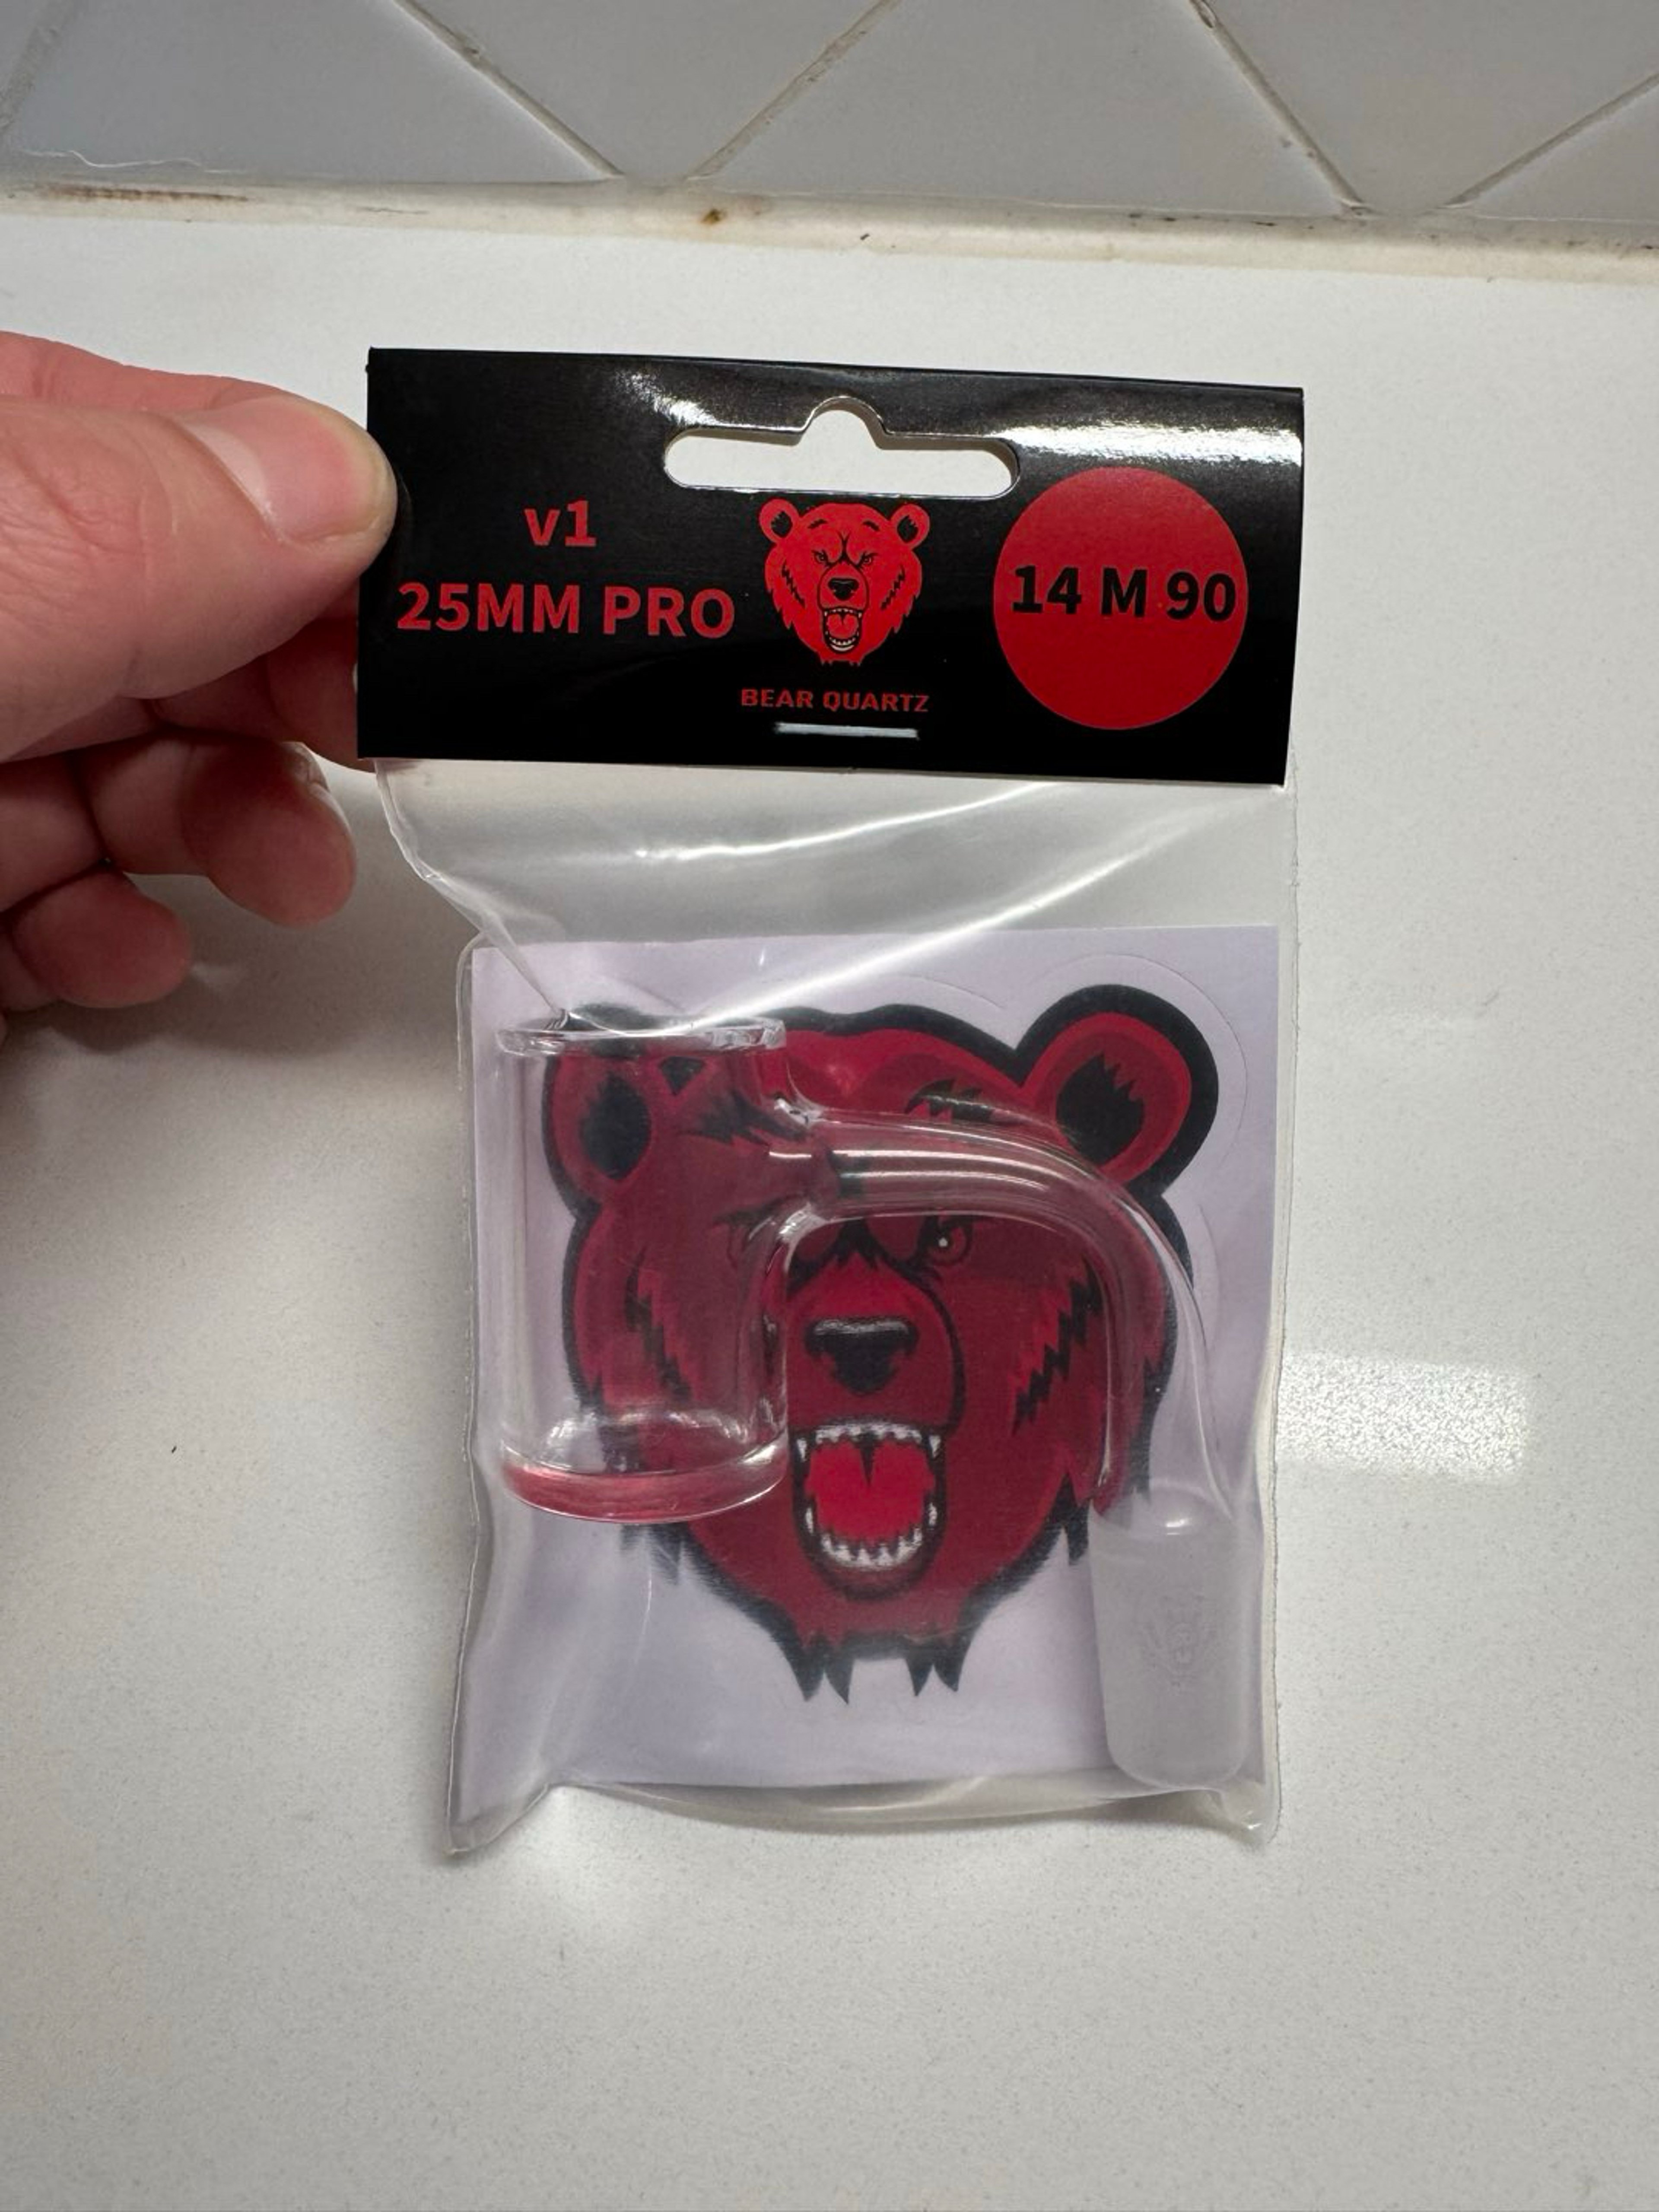 v1
25MM PRO
BEAR QUARTZ
14 M 90